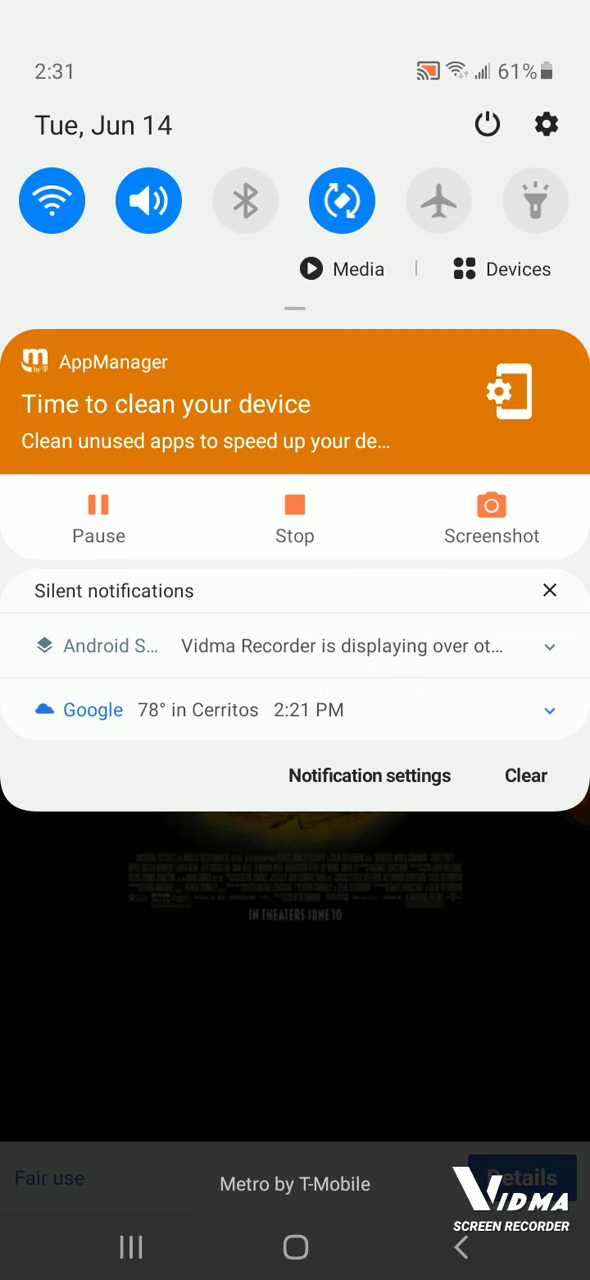 2:31
61%
Tue, Jun 14
Media
Devices
m
by T
AppManager
Time to clean your device
Clean unused apps to speed up your de...
Pause
Stop
Screenshot
Silent notifications
Android S...
Vidma Recorder is displaying over ot...
Google
78° in Cerritos
2:21 PM
Notification settings
Clear
IN THEATERS JUNE 10
Fair use
Metro by T-Mobile
Details
VIDMA
SCREEN RECORDER